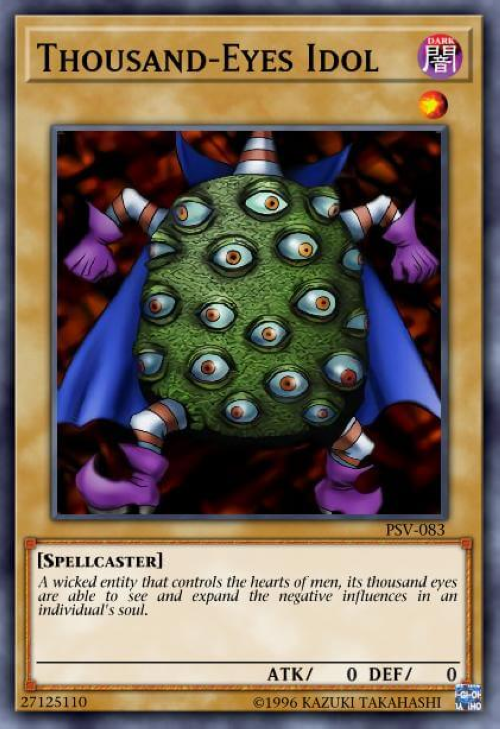 THOUSAND-EYES IDOL
DARK
闇
PSV-083
[SPELLCASTER]
A wicked entity that controls the hearts of men, its thousand eyes
are able to see and expand the negative influences in an
individual's soul.
ATK/ 0 DEF/ 0
27125110
©1996 KAZUKI TAKAHASHI